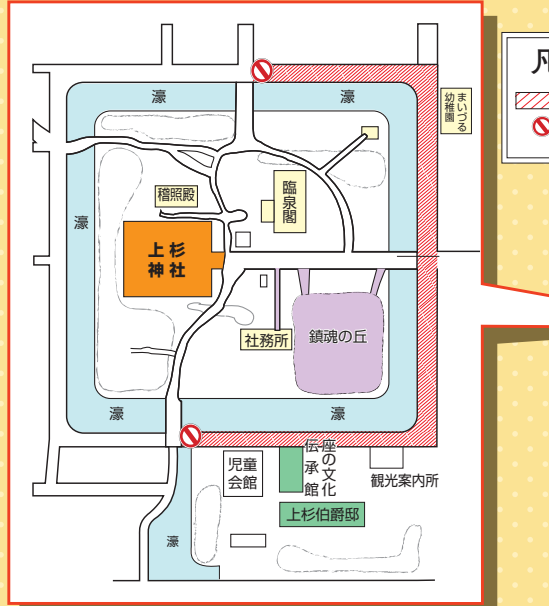 濠
濠
まいづる
幼稚園
臨泉閣
稽照殿
濠
上杉
神社
社務所
鎮魂の丘
濠
濠
児童
会館
座の文化
伝承館
観光案内所
上杉伯爵邸
濠